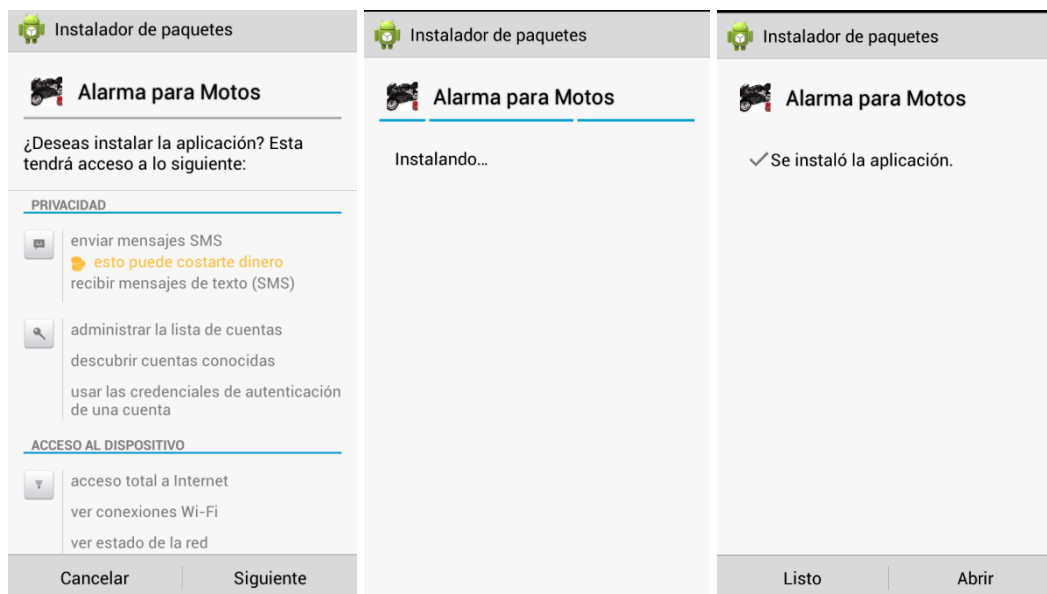 Instalador de paquetes
Alarma para Motos
¿Deseas instalar la aplicación? Esta
tendrá acceso a lo siguiente:
PRIVACIDAD
enviar mensajes SMS
esto puede costarte dinero
recibir mensajes de texto (SMS)
administrar la lista de cuentas
descubrir cuentas conocidas
usar las credenciales de autenticación
de una cuenta
ACCESO AL DISPOSITIVO
acceso total a Internet
ver conexiones Wi-Fi
ver estado de la red
Cancelar
Siguiente
Instalador de paquetes
Alarma para Motos
Instalando...
Instalador de paquetes
Alarma para Motos
Se instaló la aplicación.
Listo
Abrir